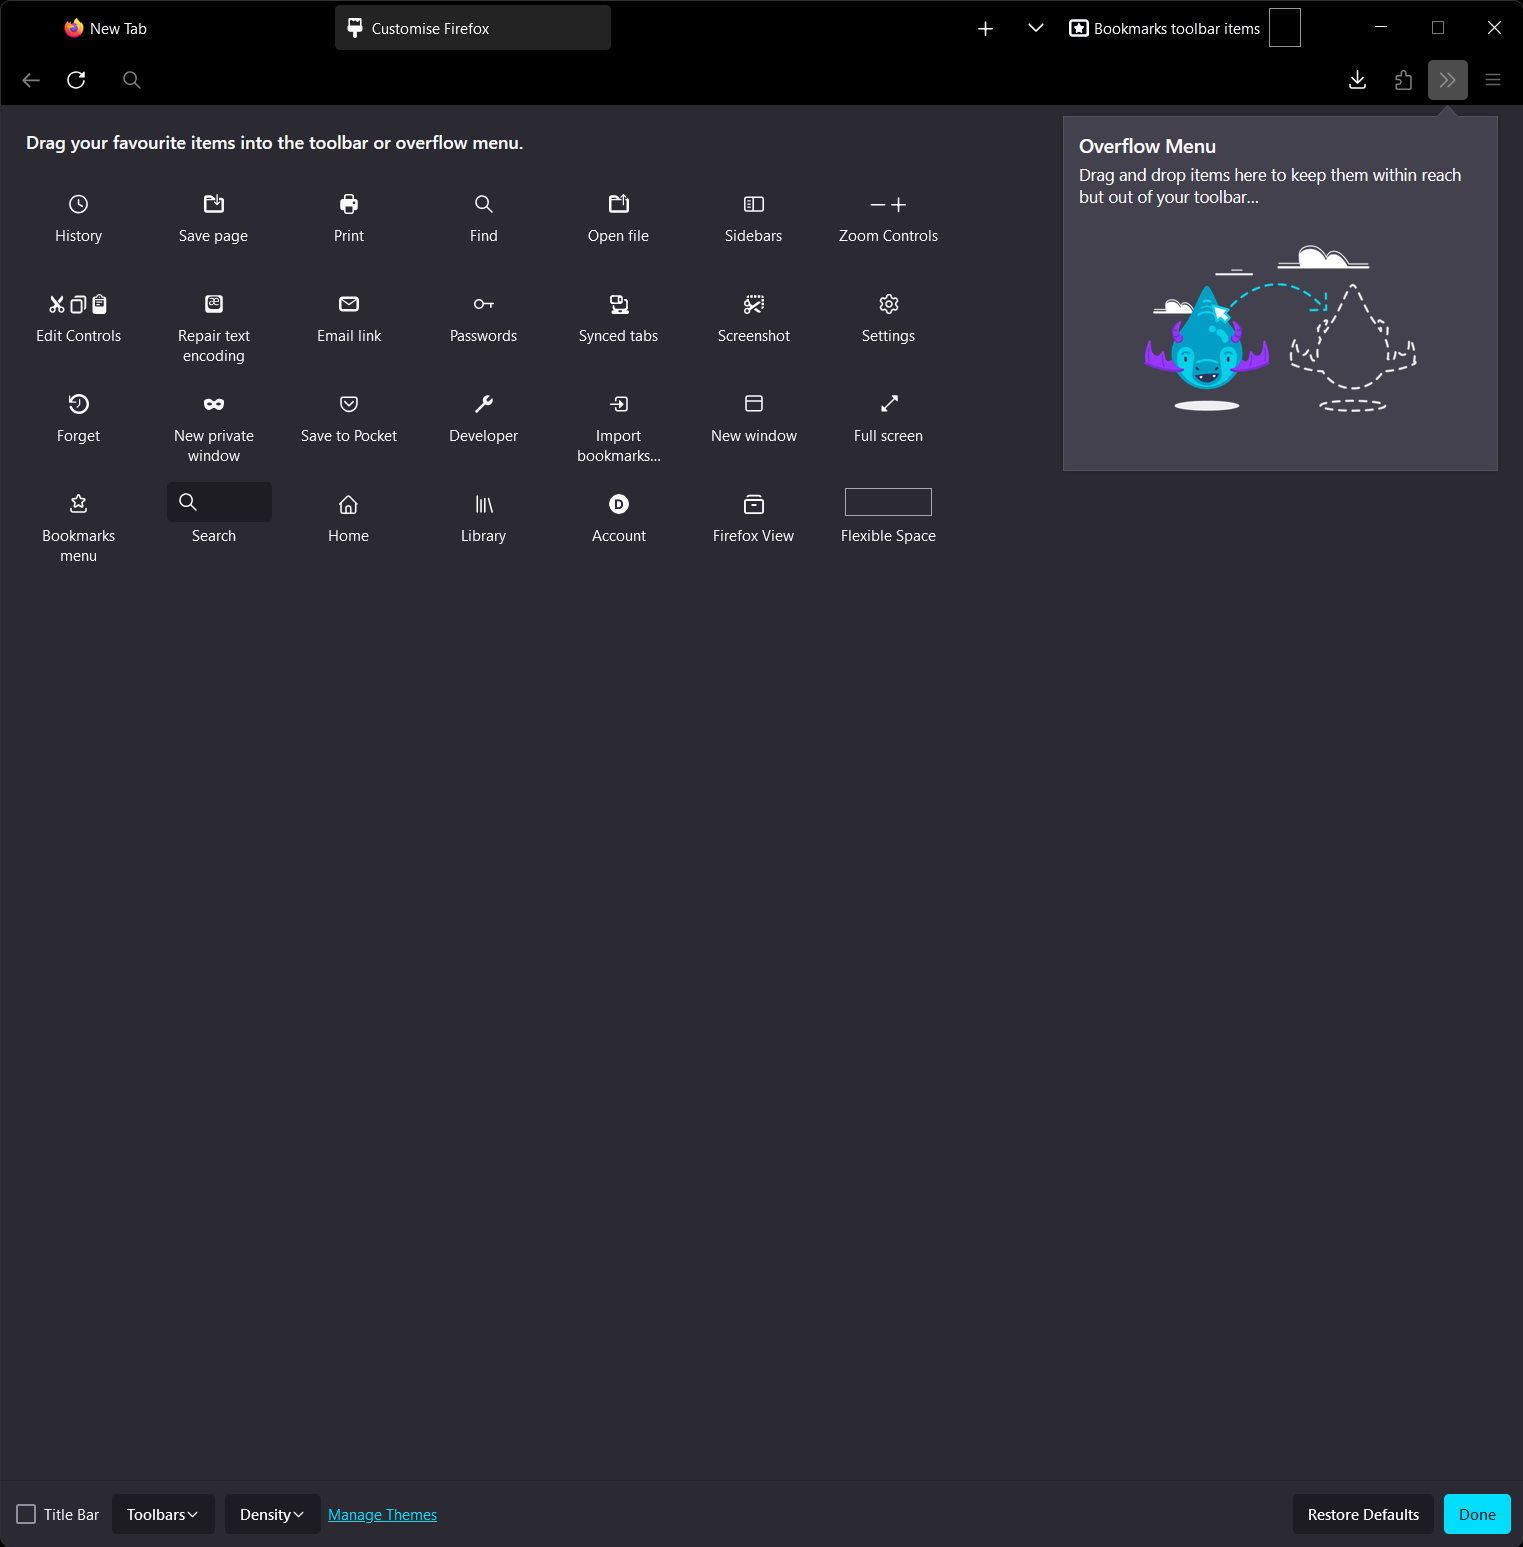 New Tab
Customise Firefox
Bookmarks toolbar items
Drag your favourite items into the toolbar or overflow menu.
Overflow Menu
Drag and drop items here to keep them within reach
but out of your toolbar...
History
Save page
Print
Find
Open file
Sidebars
Zoom Controls
Edit Controls
Repair text
encoding
Email link
Passwords
Synced tabs
Screenshot
Settings
Forget
New private
window
Save to Pocket
Developer
Import
bookmarks...
New window
Full screen
Bookmarks
menu
Search
Home
Library
D
Account
Firefox View
Flexible Space
Title Bar
Toolbars
Density
Manage Themes
Restore Defaults
Done